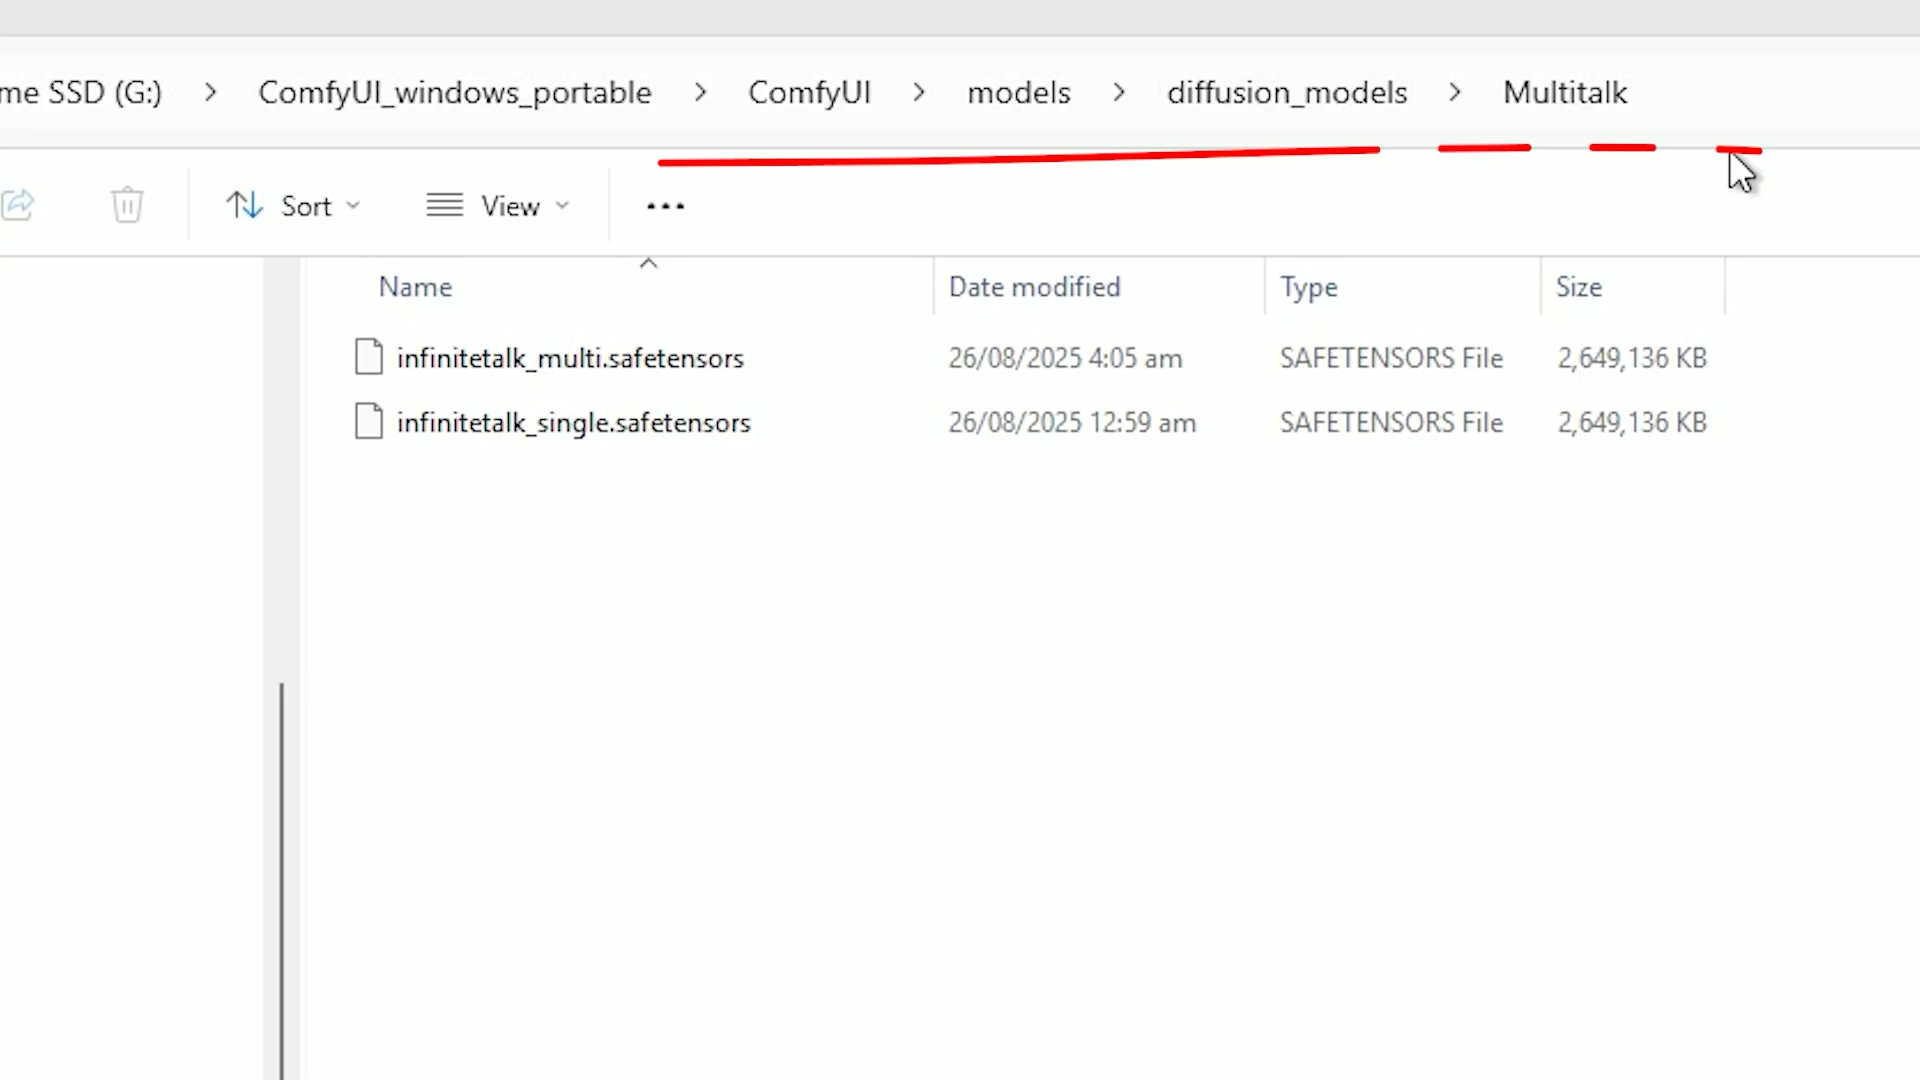 me SSD (G:) > ComfyUI_windows_portable > ComfyUI > models > diffusion_models > Multitalk
Sort View ...
Name Date modified Type Size
infinitetalk_multi.safetensors 26/08/2025 4:05 am SAFETENSORS File 2,649,136 KB
infinitetalk_single.safetensors 26/08/2025 12:59 am SAFETENSORS File 2,649,136 KB